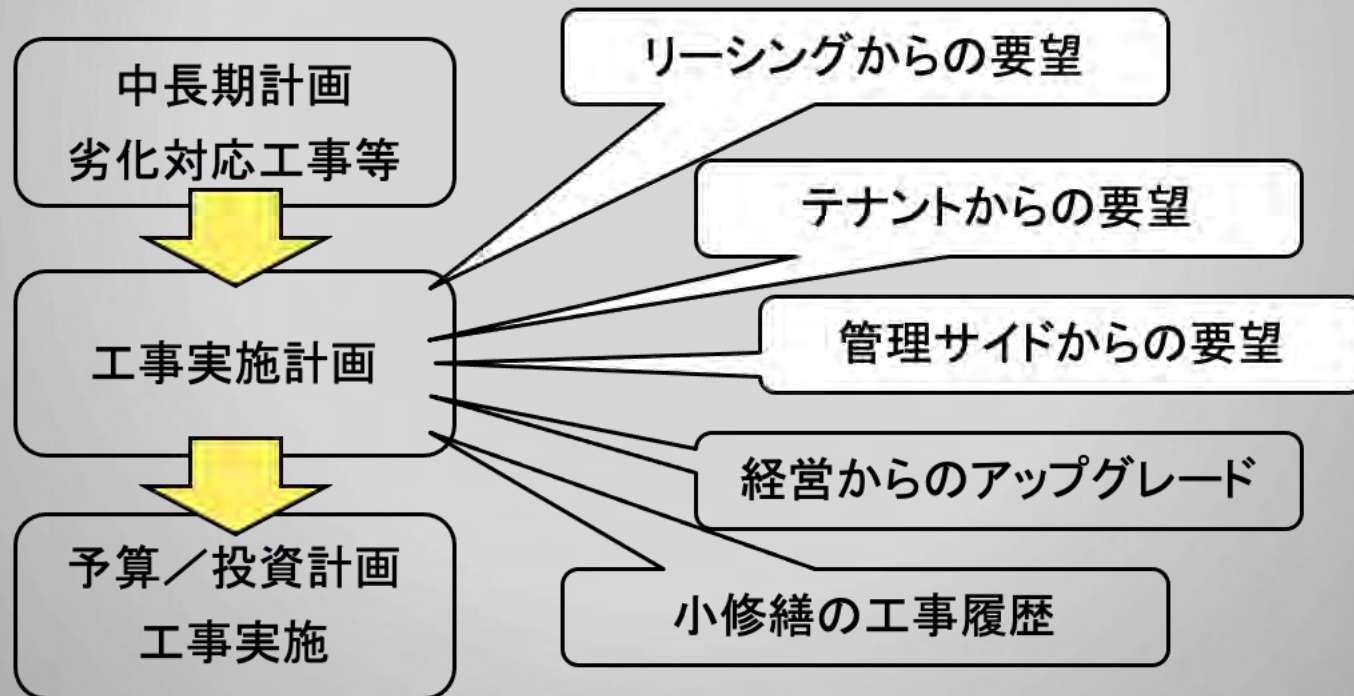 中長期計画
劣化対応工事等
工事実施計画
予算／投資計画
工事実施
リーシングからの要望
テナントからの要望
管理サイドからの要望
経営からのアップグレード
小修繕の工事履歴